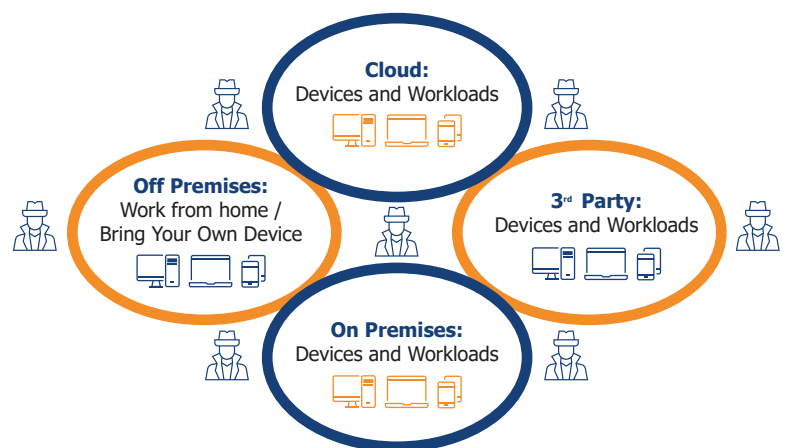 Cloud:
Devices and Workloads
Off Premises:
Work from home /
Bring Your Own Device
3rd Party:
Devices and Workloads
On Premises:
Devices and Workloads